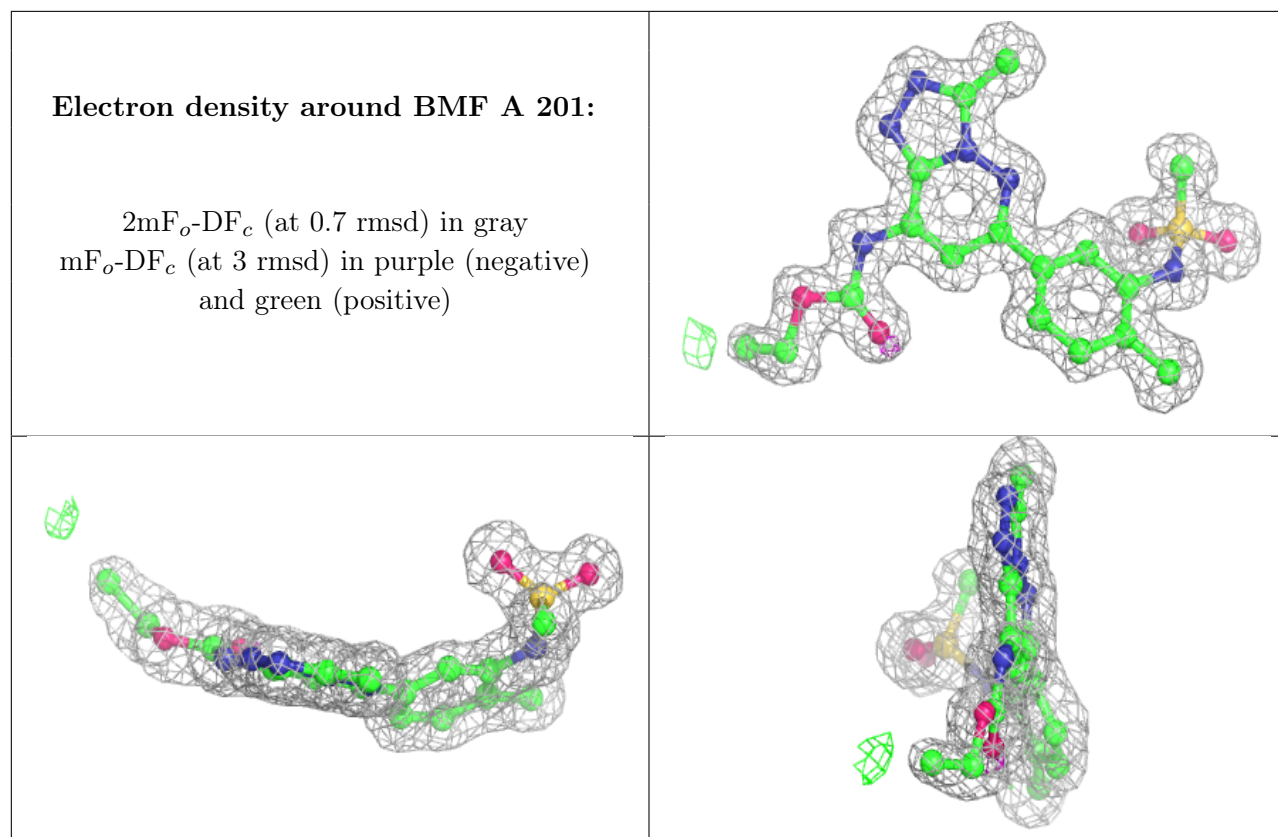 Electron density around BMF A 201:
2mFo-DFc (at 0.7 rmsd) in gray
mFo-DFc (at 3 rmsd) in purple (negative)
and green (positive)